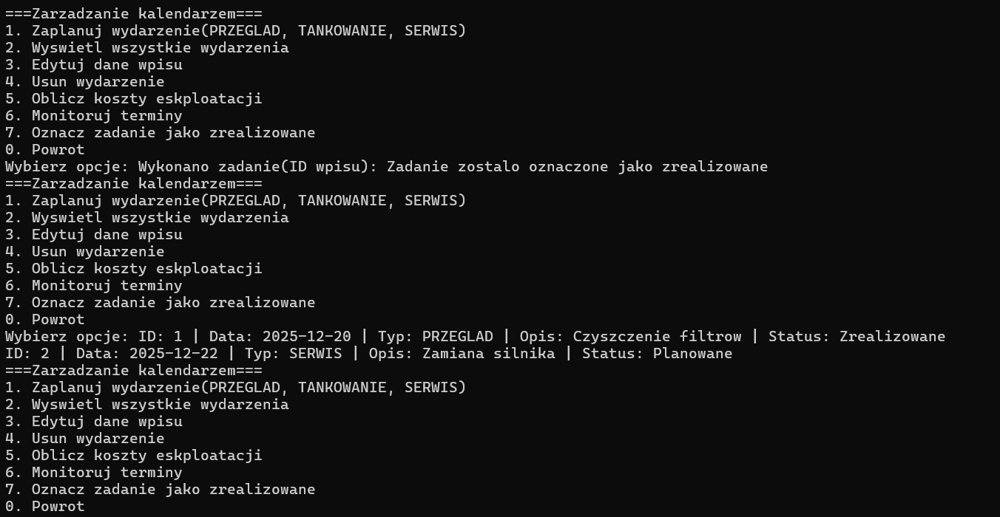 ===Zarzadzanie kalendarzem===
1. Zaplanuj wydarzenie(PRZEGLAD, TANKOWANIE, SERWIS)
2. Wyswietl wszystkie wydarzenia
3. Edytuj dane wpisu
4. Usun wydarzenie
5. Oblicz koszty eskploatacji
6. Monitoruj terminy
7. Oznacz zadanie jako zrealizowane
0. Powrot
Wybierz opcje: Wykonano zadanie(ID wpisu): Zadanie zostalo oznaczone jako zrealizowane
===Zarzadzanie kalendarzem===
1. Zaplanuj wydarzenie(PRZEGLAD, TANKOWANIE, SERWIS)
2. Wyswietl wszystkie wydarzenia
3. Edytuj dane wpisu
4. Usun wydarzenie
5. Oblicz koszty eskploatacji
6. Monitoruj terminy
7. Oznacz zadanie jako zrealizowane
0. Powrot
Wybierz opcje: ID: 1 | Data: 2025-12-20 | Typ: PRZEGLAD | Opis: Czyszczenie filtrow | Status: Zrealizowane
ID: 2 | Data: 2025-12-22 | Typ: SERWIS | Opis: Zamiana silnika | Status: Planowane
===Zarzadzanie kalendarzem===
1. Zaplanuj wydarzenie(PRZEGLAD, TANKOWANIE, SERWIS)
2. Wyswietl wszystkie wydarzenia
3. Edytuj dane wpisu
4. Usun wydarzenie
5. Oblicz koszty eskploatacji
6. Monitoruj terminy
7. Oznacz zadanie jako zrealizowane
0. Powrot